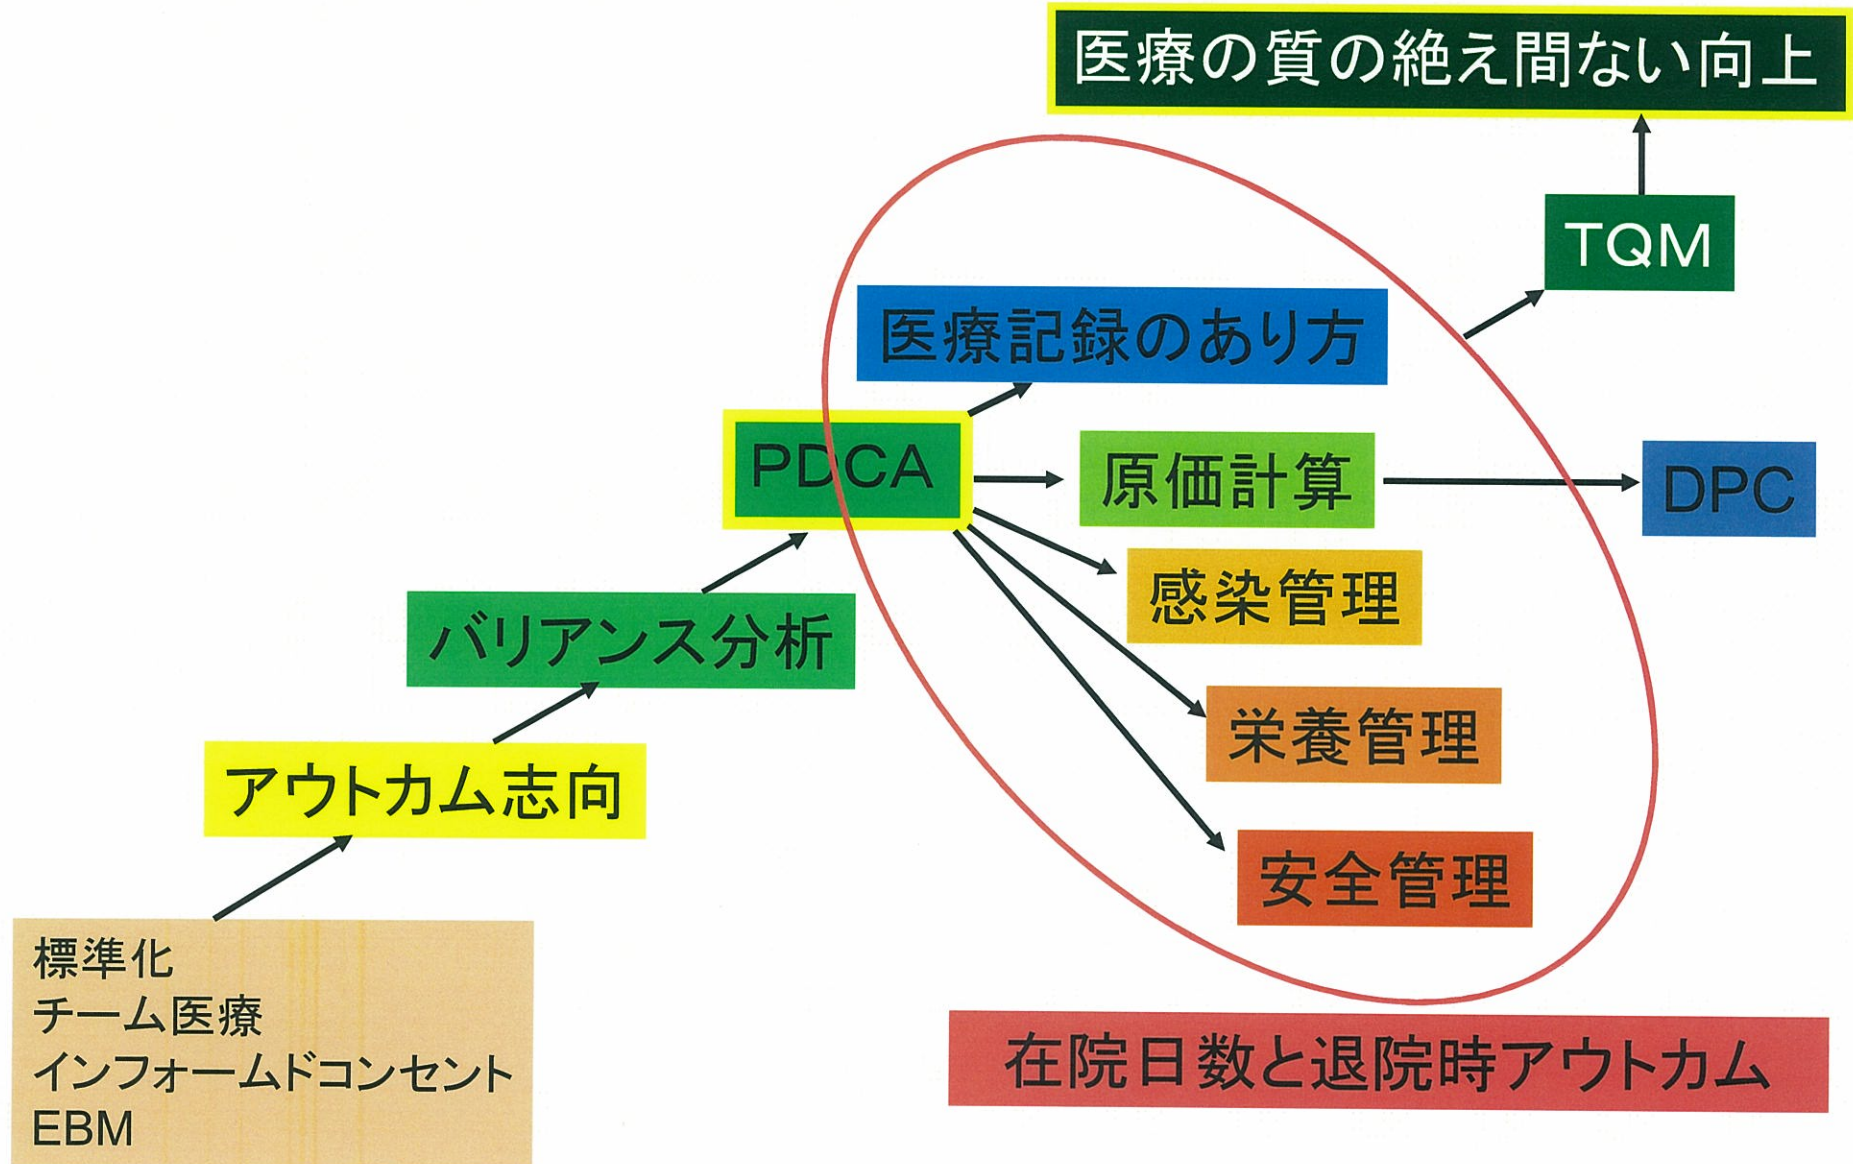 医療の質の絶え間ない向上
TQM
医療記録のあり方
PDCA
原価計算
DPC
感染管理
バリアンス分析
栄養管理
アウトカム志向
安全管理
標準化
チーム医療
インフォームドコンセント
EBM
在院日数と退院時アウトカム